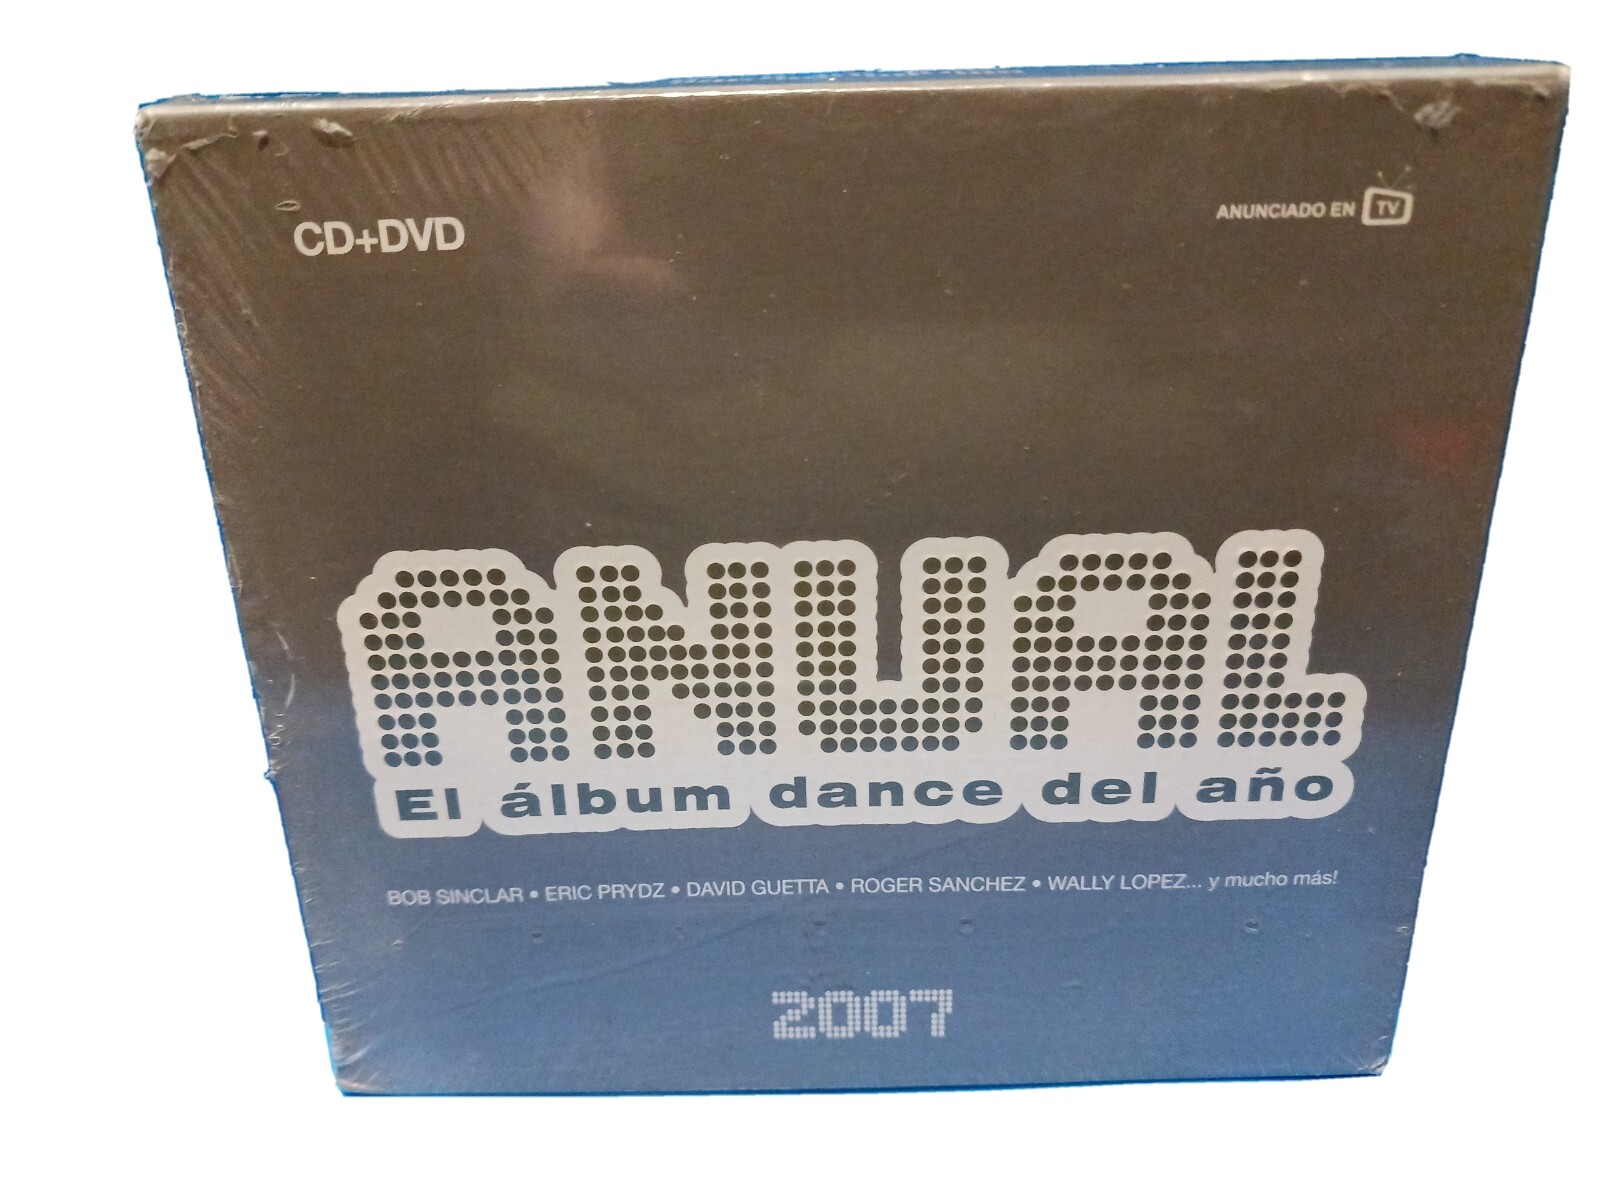 CD+DVD
ANUNCIADO EN TV
ANUAL
El álbum dance del año
BOB SINCLAR • ERIC PRYDZ • DAVID GUETTA • ROGER SANCHEZ • WALLY LOPEZ... y mucho más!
2007